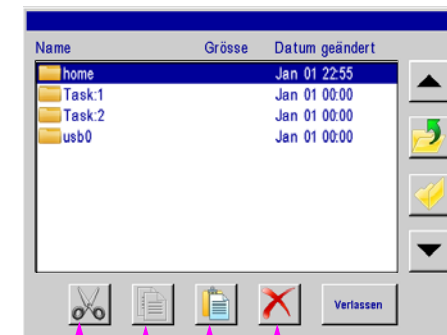 Name Grösse Datum geändert
home Jan 01 22:55
Task:1 Jan 01 00:00
Task:2 Jan 01 00:00
usb0 Jan 01 00:00
Verlassen